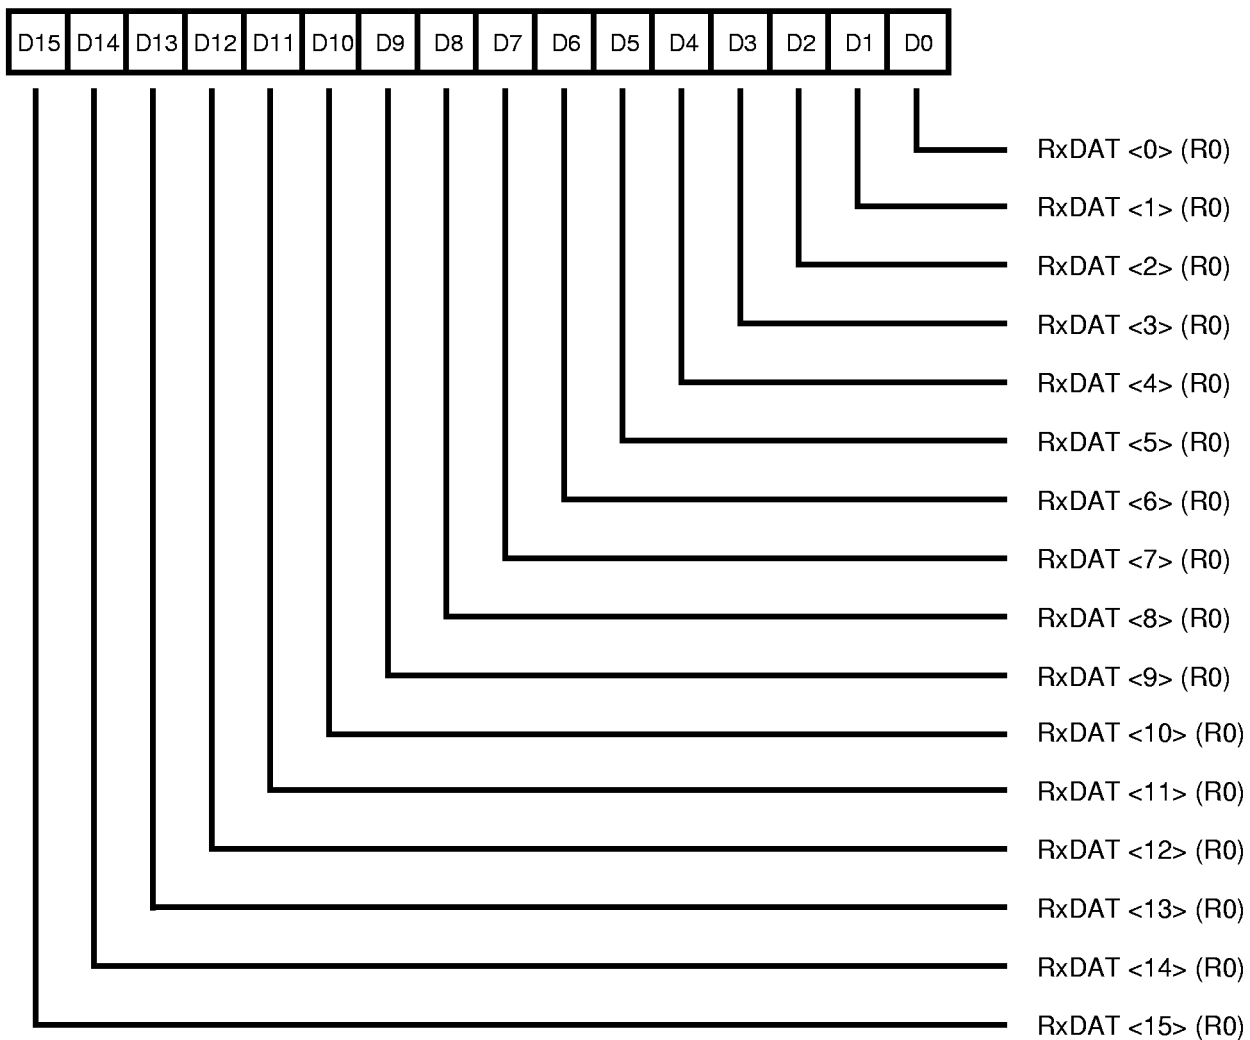 D15 D14 D13 D12 D11 D10 D9 D8 D7 D6 D5 D4 D3 D2 D1 D0
RxDAT <0> (R0)
RxDAT <1> (R0)
RxDAT <2> (R0)
RxDAT <3> (R0)
RxDAT <4> (R0)
RxDAT <5> (R0)
RxDAT <6> (R0)
RxDAT <7> (R0)
RxDAT <8> (R0)
RxDAT <9> (R0)
RxDAT <10> (R0)
RxDAT <11> (R0)
RxDAT <12> (R0)
RxDAT <13> (R0)
RxDAT <14> (R0)
RxDAT <15> (R0)